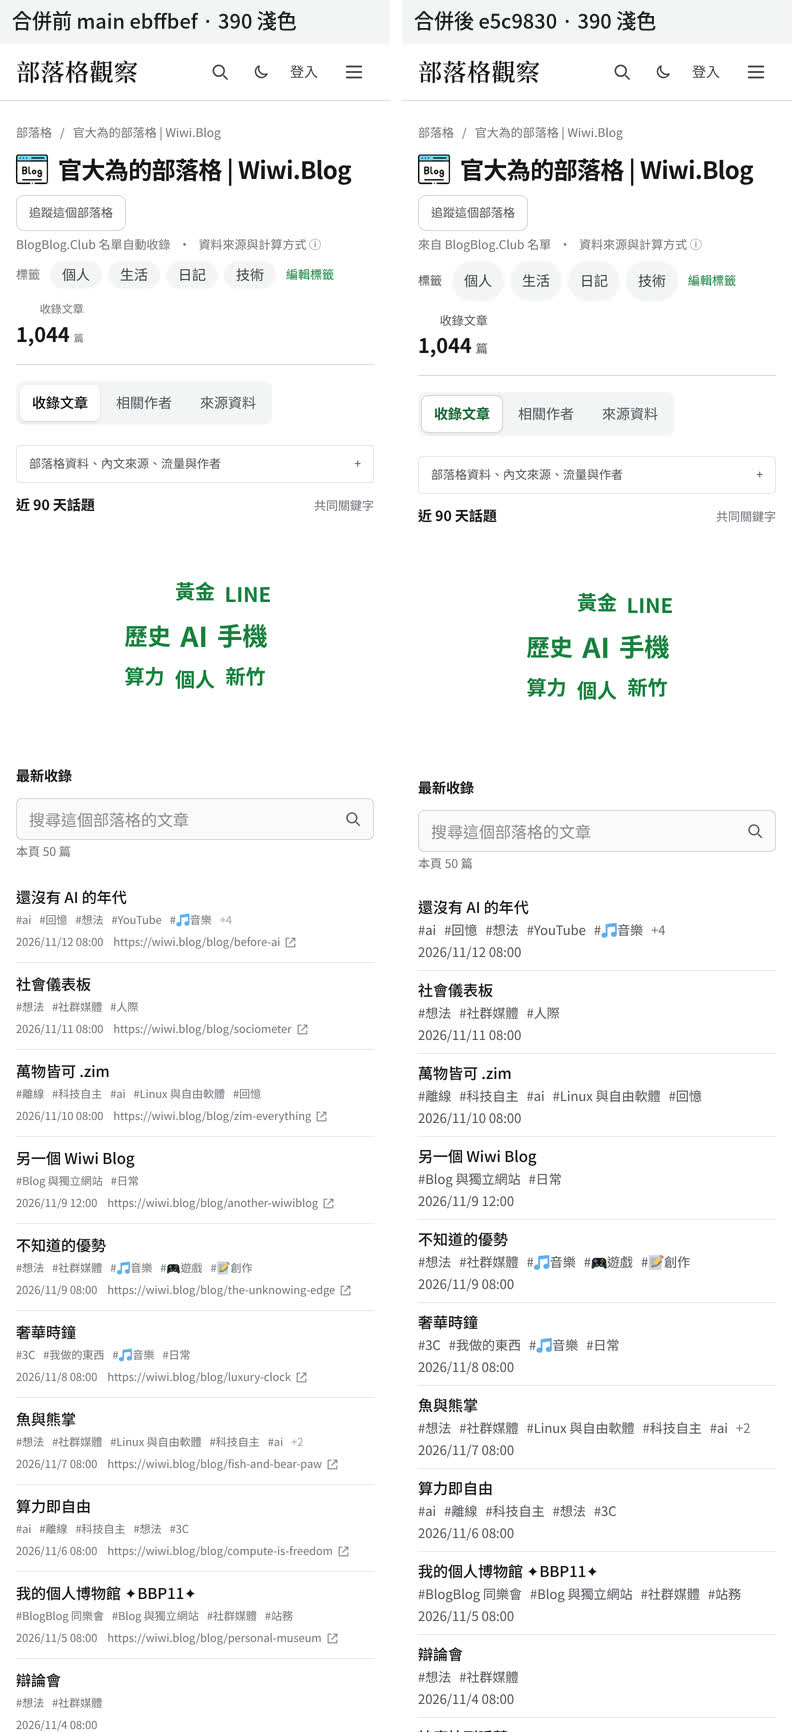 合併前 main ebffbef · 390 淺色
部落格觀察
登入
部落格 / 官大為的部落格 | Wiwi.Blog
Blog 官大為的部落格 | Wiwi.Blog
追蹤這個部落格
BlogBlog.Club 名單自動收錄 • 資料來源與計算方式 ⓘ
標籤 個人 生活 日記 技術 編輯標籤
收錄文章
1,044 篇
收錄文章 相關作者 來源資料
部落格資料、內文來源、流量與作者 +
近 90 天話題 共同關鍵字
黃金 LINE
歷史 AI 手機
算力 個人 新竹
最新收錄
搜尋這個部落格的文章
本頁 50 篇
還沒有 AI 的年代
#ai #回憶 #想法 #YouTube #🎵音樂 +4
2026/11/12 08:00 https://wiwi.blog/blog/before-ai
社會儀表板
#想法 #社群媒體 #人際
2026/11/11 08:00 https://wiwi.blog/blog/sociometer
萬物皆可 .zim
#離線 #科技自主 #ai #Linux 與自由軟體 #回憶
2026/11/10 08:00 https://wiwi.blog/blog/zim-everything
另一個 Wiwi Blog
#Blog 與獨立網站 #日常
2026/11/9 12:00 https://wiwi.blog/blog/another-wiwiblog
不知道的優勢
#想法 #社群媒體 #🎵音樂 #🎮遊戲 #📝創作
2026/11/9 08:00 https://wiwi.blog/blog/the-unknowing-edge
奢華時鐘
#3C #我做的東西 #🎵音樂 #日常
2026/11/8 08:00 https://wiwi.blog/blog/luxury-clock
魚與熊掌
#想法 #社群媒體 #Linux 與自由軟體 #科技自主 #ai +2
2026/11/7 08:00 https://wiwi.blog/blog/fish-and-bear-paw
算力即自由
#ai #離線 #科技自主 #想法 #3C
2026/11/6 08:00 https://wiwi.blog/blog/compute-is-freedom
我的個人博物館 ✦BBP11✦
#BlogBlog 同樂會 #Blog 與獨立網站 #社群媒體 #站務
2026/11/5 08:00 https://wiwi.blog/blog/personal-museum
辯論會
#想法 #社群媒體
2026/11/4 08:00
合併後 e5c9830 · 390 淺色
部落格觀察
登入
部落格 / 官大為的部落格 | Wiwi.Blog
Blog 官大為的部落格 | Wiwi.Blog
追蹤這個部落格
來自 BlogBlog.Club 名單 • 資料來源與計算方式 ⓘ
標籤 個人 生活 日記 技術 編輯標籤
收錄文章
1,044 篇
收錄文章 相關作者 來源資料
部落格資料、內文來源、流量與作者 +
近 90 天話題 共同關鍵字
黃金 LINE
歷史 AI 手機
算力 個人 新竹
最新收錄
搜尋這個部落格的文章
本頁 50 篇
還沒有 AI 的年代
#ai #回憶 #想法 #YouTube #🎵音樂 +4
2026/11/12 08:00
社會儀表板
#想法 #社群媒體 #人際
2026/11/11 08:00
萬物皆可 .zim
#離線 #科技自主 #ai #Linux 與自由軟體 #回憶
2026/11/10 08:00
另一個 Wiwi Blog
#Blog 與獨立網站 #日常
2026/11/9 12:00
不知道的優勢
#想法 #社群媒體 #🎵音樂 #🎮遊戲 #📝創作
2026/11/9 08:00
奢華時鐘
#3C #我做的東西 #🎵音樂 #日常
2026/11/8 08:00
魚與熊掌
#想法 #社群媒體 #Linux 與自由軟體 #科技自主 #ai +2
2026/11/7 08:00
算力即自由
#ai #離線 #科技自主 #想法 #3C
2026/11/6 08:00
我的個人博物館 ✦BBP11✦
#BlogBlog 同樂會 #Blog 與獨立網站 #社群媒體 #站務
2026/11/5 08:00
辯論會
#想法 #社群媒體
2026/11/4 08:00